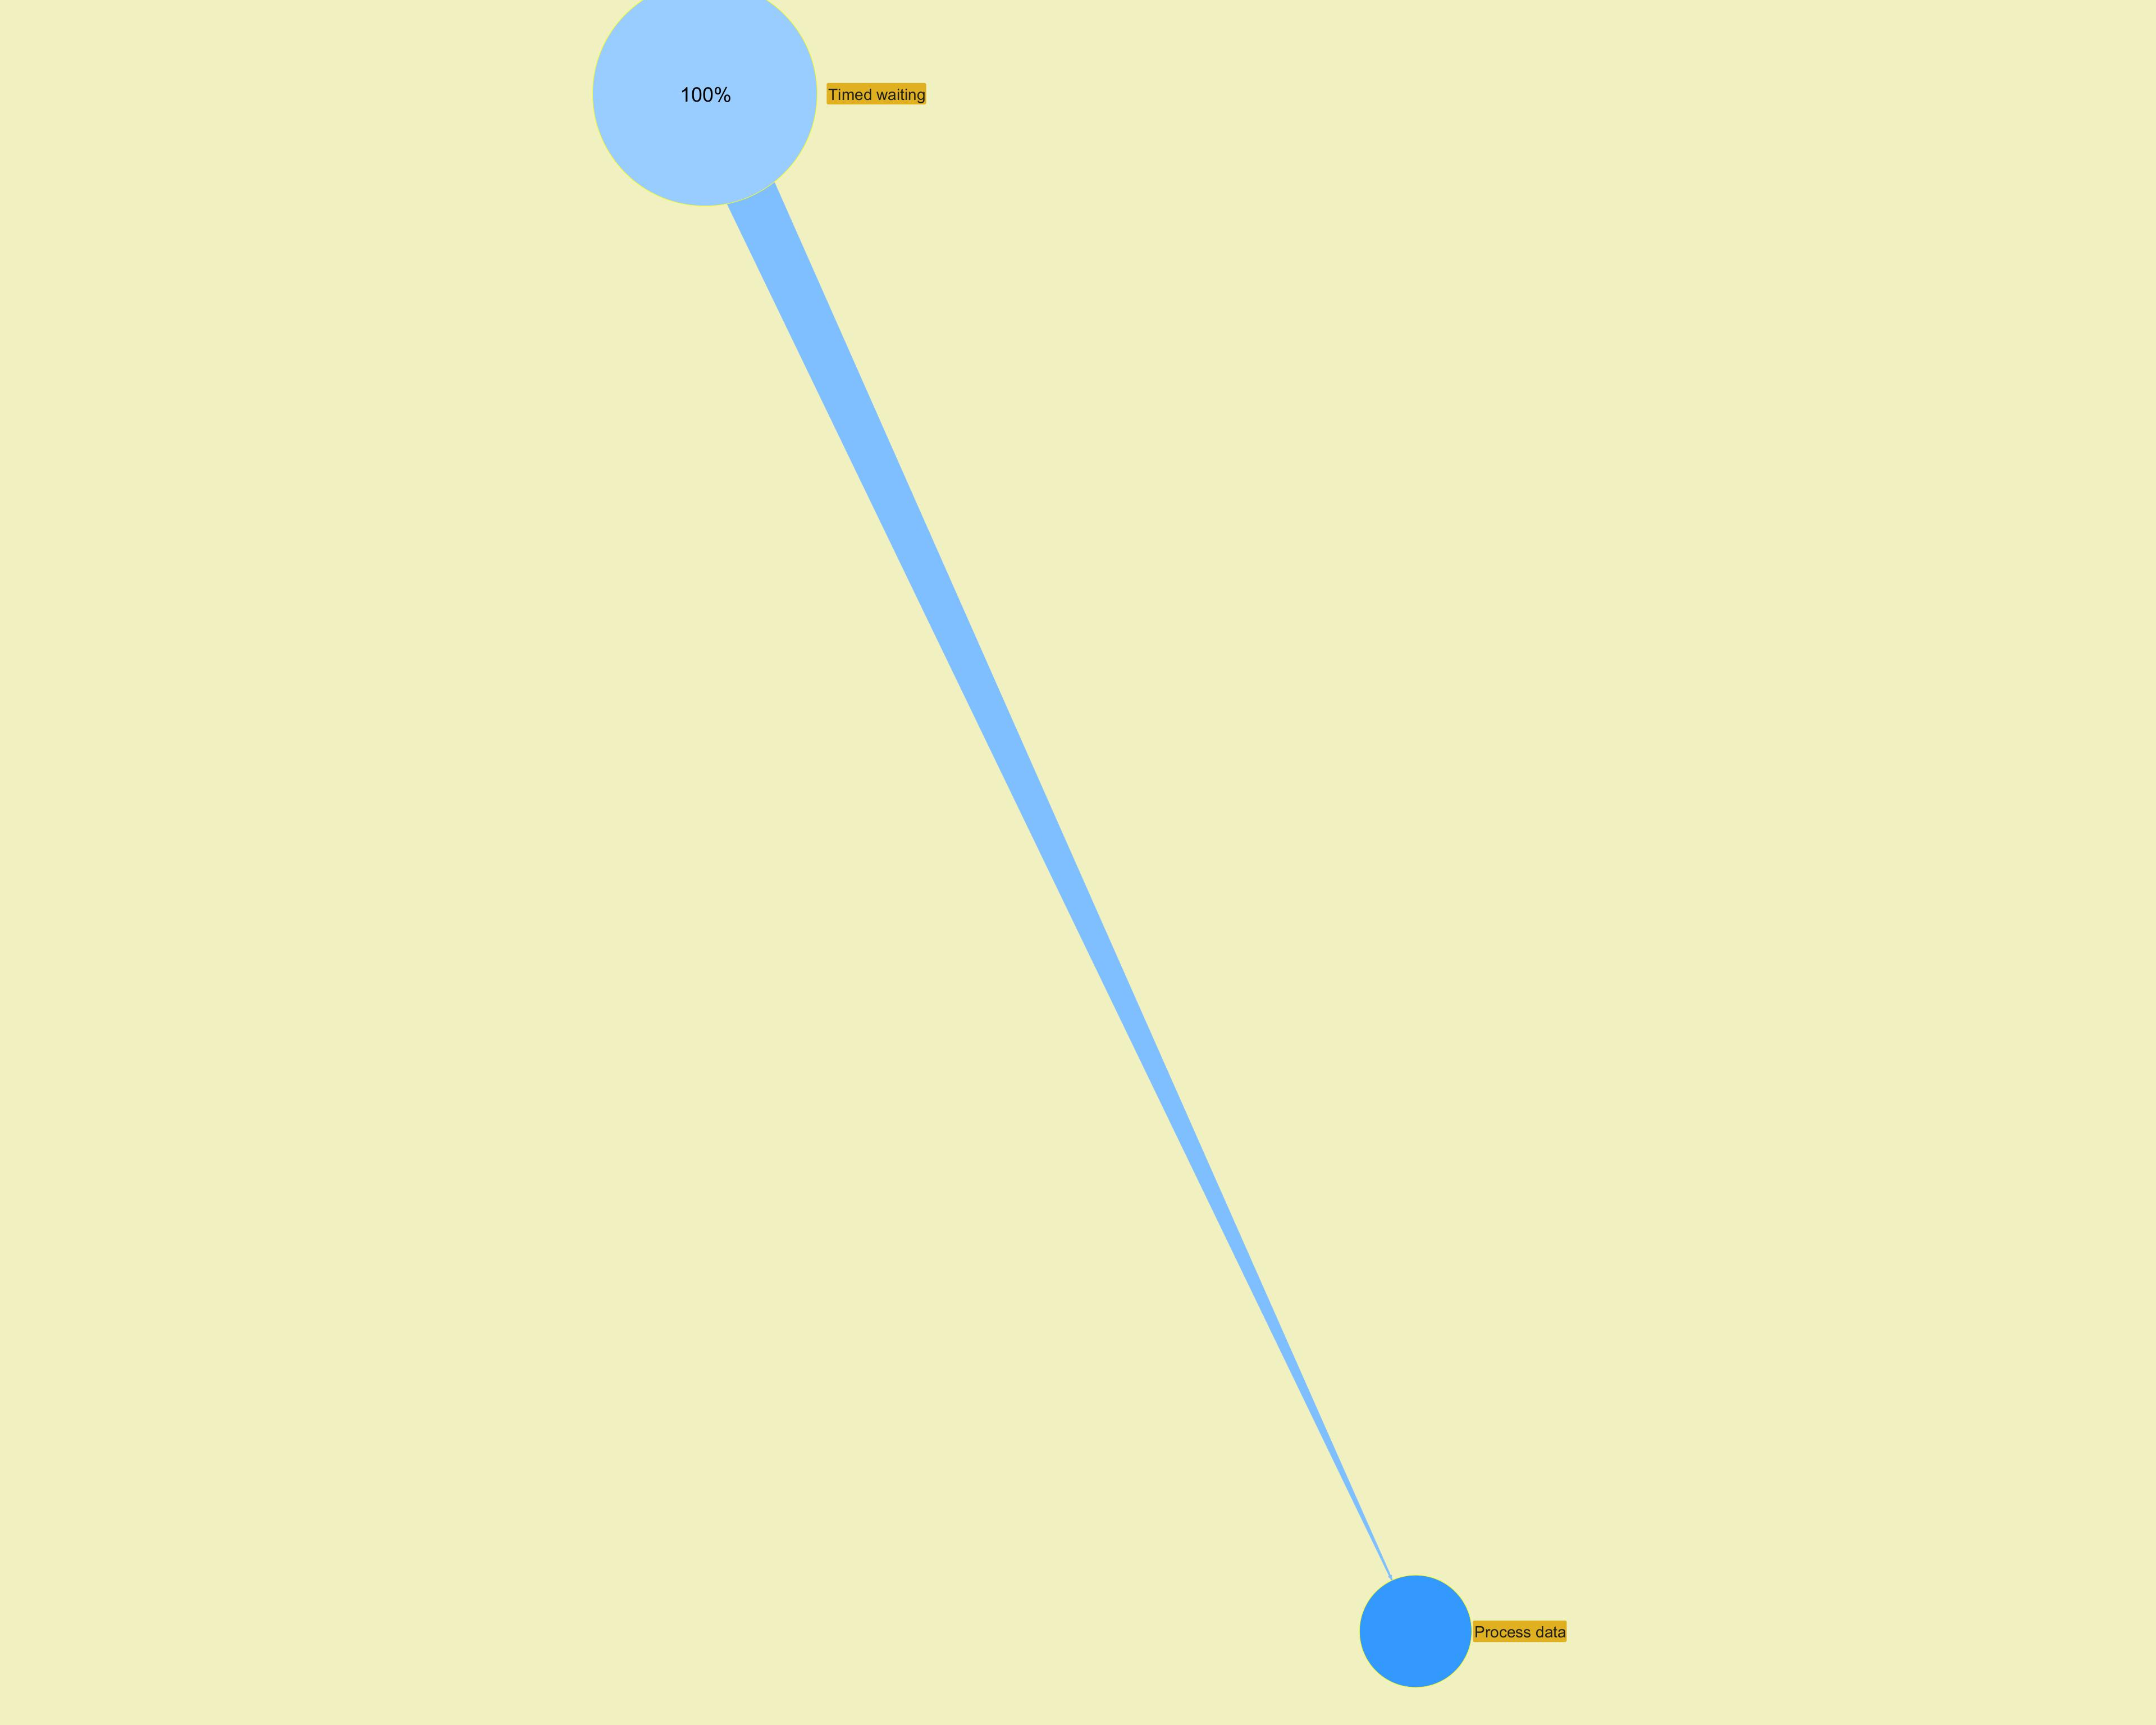 100%
Timed waiting
Process data